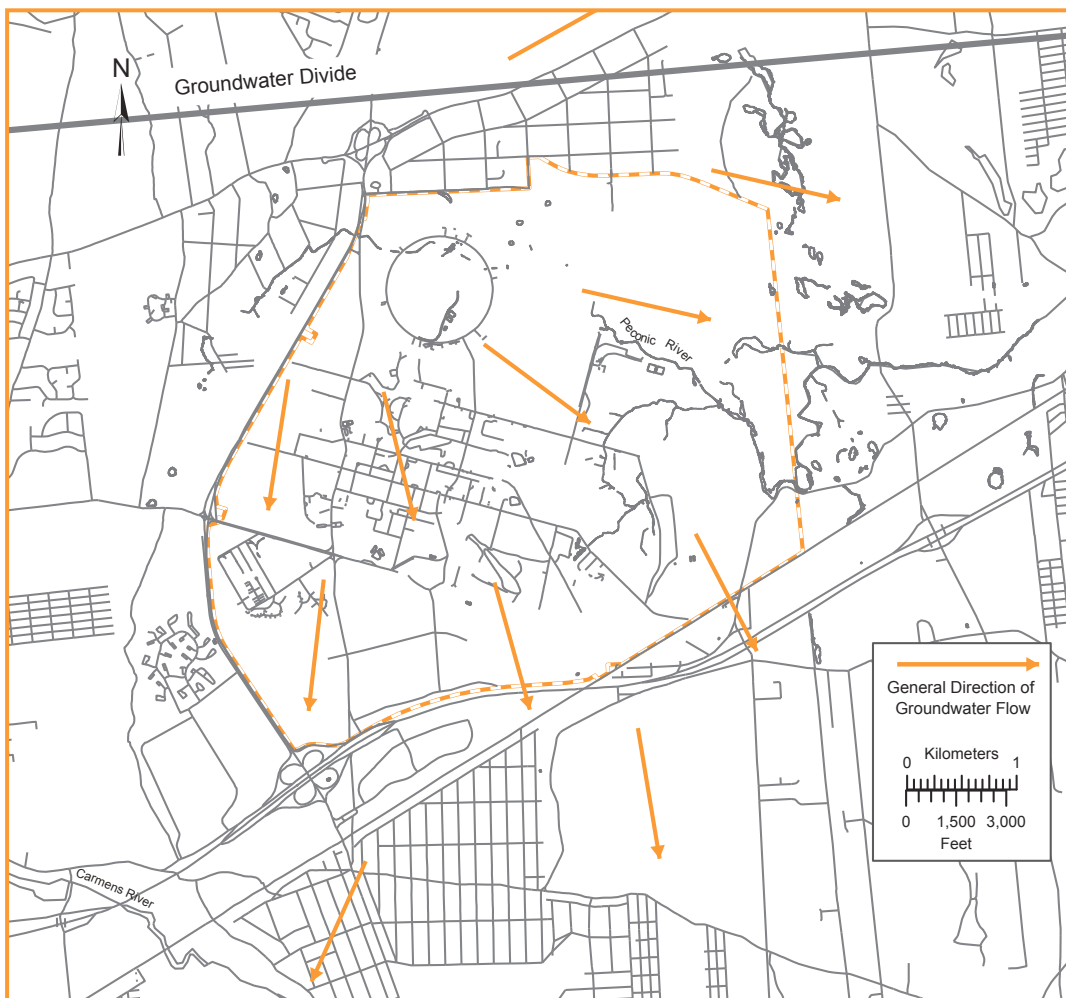 N
Groundwater Divide
Peconic River
Carmens River
General Direction of
Groundwater Flow
Kilometers
0 1
0 1,500 3,000
Feet